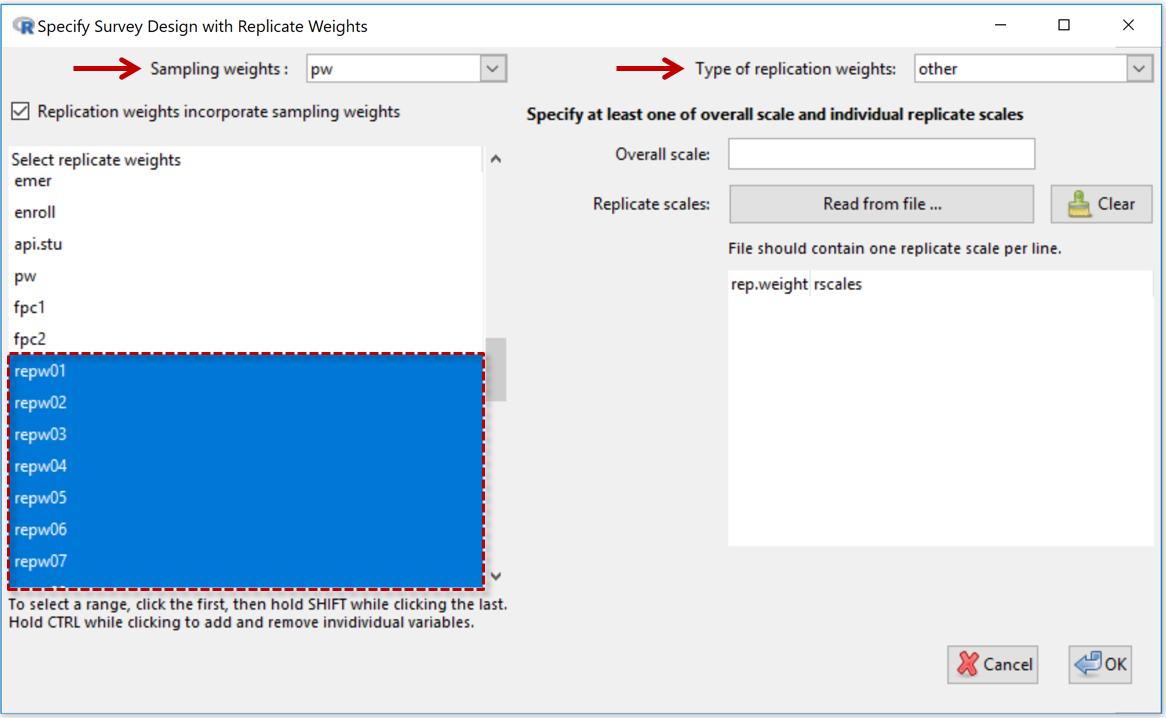 Specify Survey Design with Replicate Weights
Sampling weights :
pw
Type of replication weights:
other
Replication weights incorporate sampling weights
Specify at least one of overall scale and individual replicate scales
Select replicate weights
emer
enroll
api.stu
pw
fpc1
fpc2
repw01
repw02
repw03
repw04
repw05
repw06
repw07
To select a range, click the first, then hold SHIFT while clicking the last.
Hold CTRL while clicking to add and remove invidividual variables.
Overall scale:
Replicate scales:
Read from file ...
Clear
File should contain one replicate scale per line.
rep.weight rscales
Cancel
OK